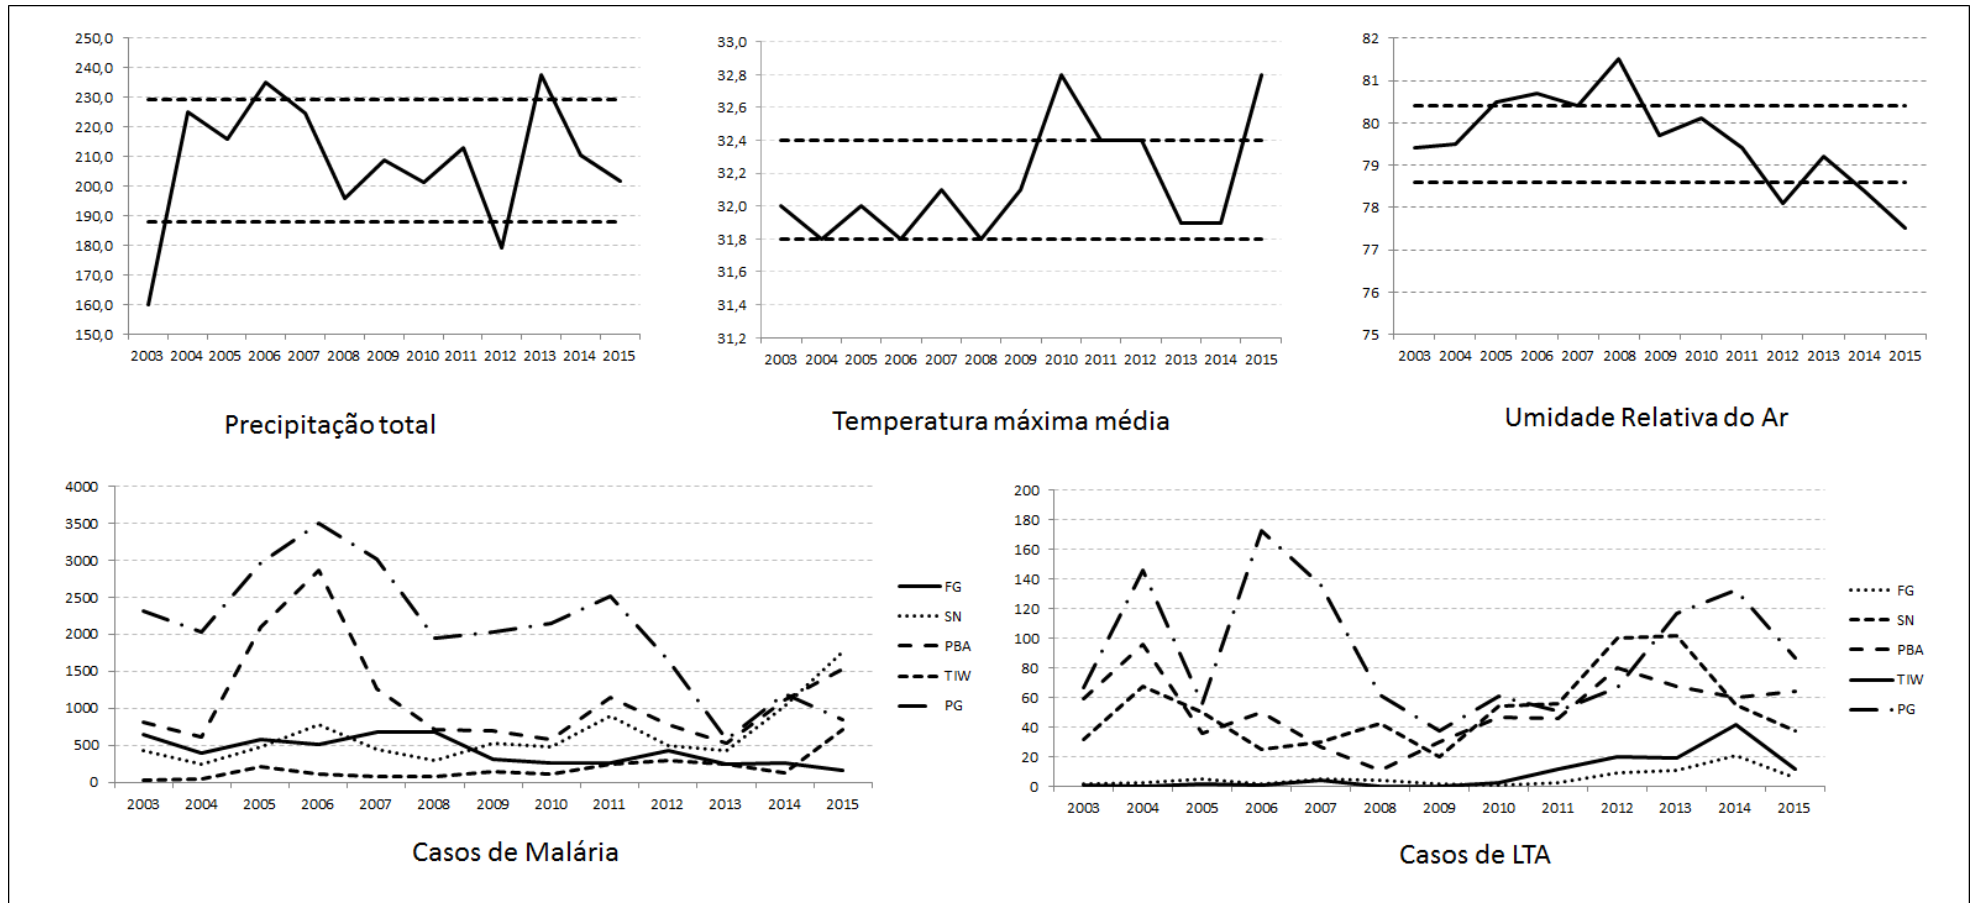 250,0
240,0
230,0
220,0
210,0
200,0
190,0
180,0
170,0
160,0
150,0
2003 2004 2005 2006 2007 2008 2009 2010 2011 2012 2013 2014 2015
Precipitação total
33,0
32,8
32,6
32,4
32,2
32,0
31,8
31,6
31,4
31,2
2003 2004 2005 2006 2007 2008 2009 2010 2011 2012 2013 2014 2015
Temperatura máxima média
82
81
80
79
78
77
76
75
2003 2004 2005 2006 2007 2008 2009 2010 2011 2012 2013 2014 2015
Umidade Relativa do Ar
4000
3500
3000
2500
2000
1500
1000
500
0
2003 2004 2005 2006 2007 2008 2009 2010 2011 2012 2013 2014 2015
FG
SN
PBA
TIW
PG
Casos de Malária
200
180
160
140
120
100
80
60
40
20
0
2003 2004 2005 2006 2007 2008 2009 2010 2011 2012 2013 2014 2015
FG
SN
PBA
TIW
PG
Casos de LTA